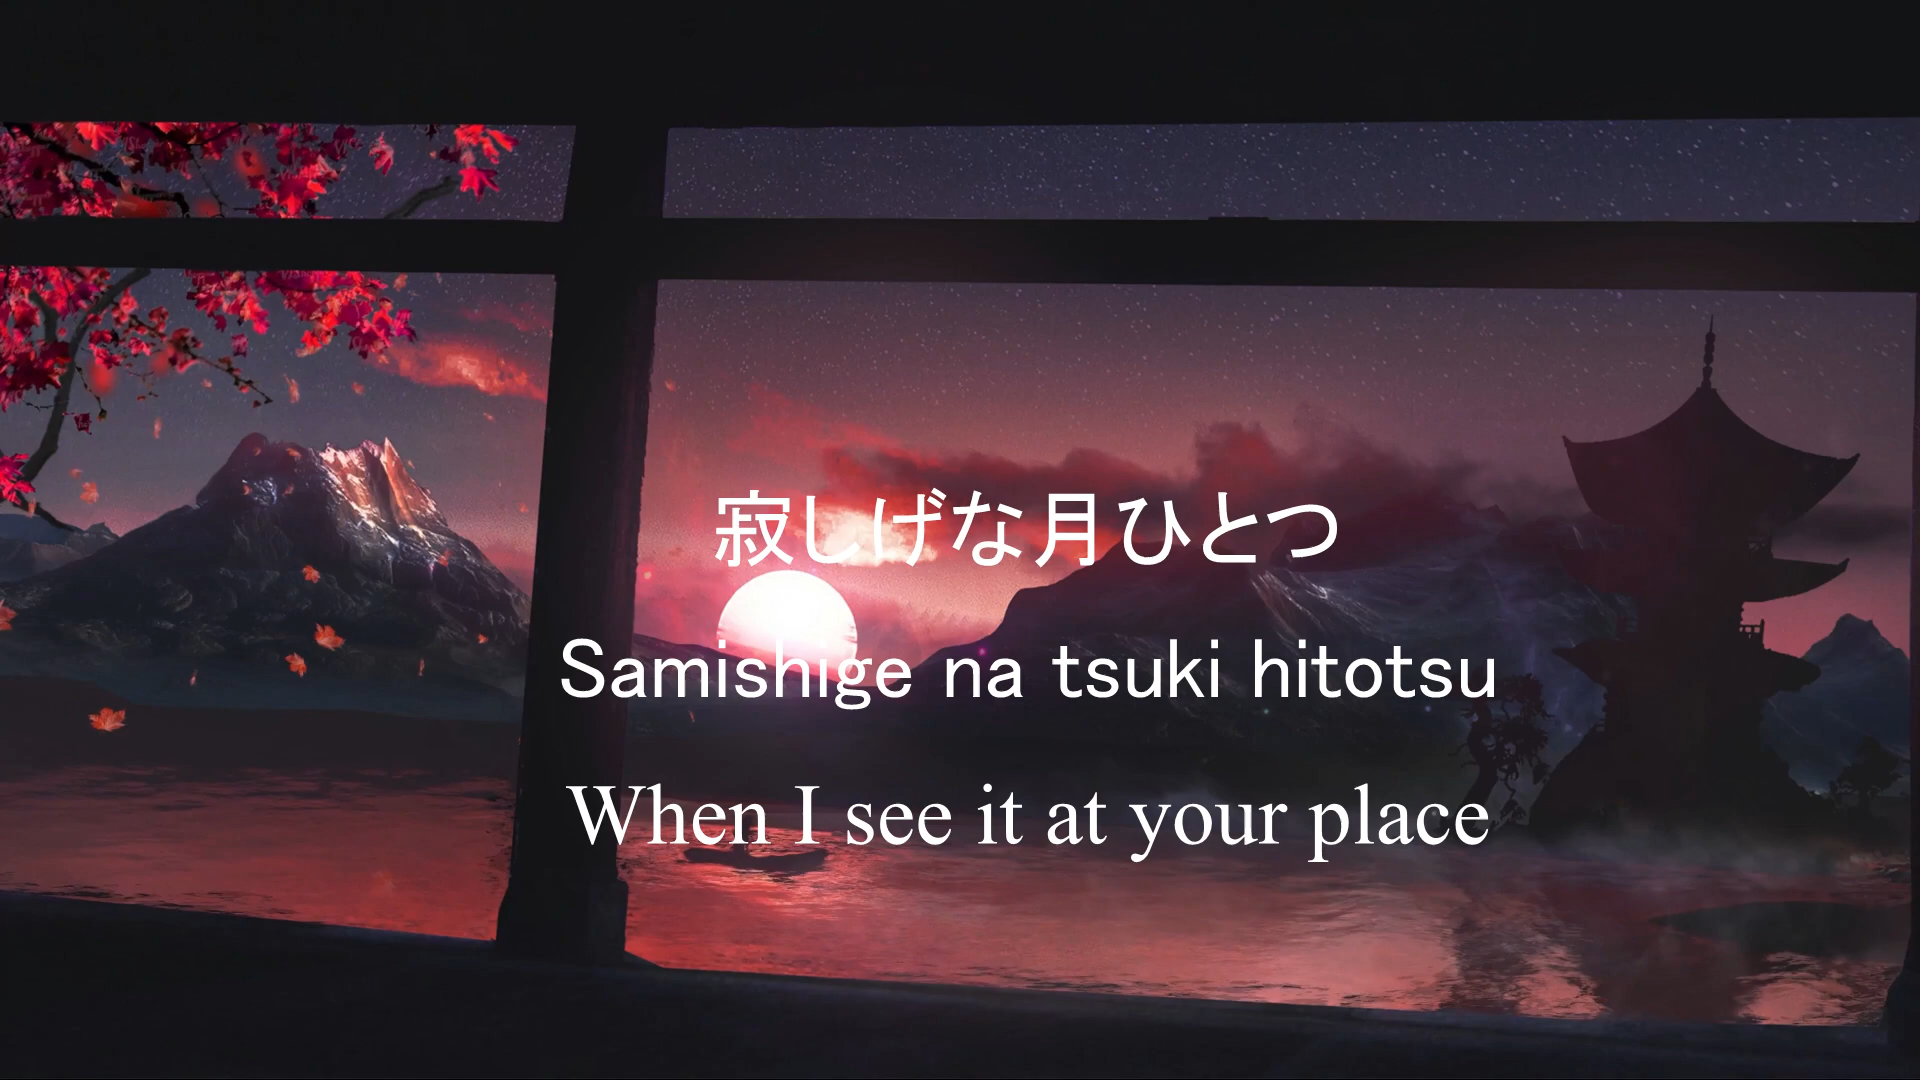 寂しげな月ひとつ
Samishige na tsuki hitotsu
When I see it at your place